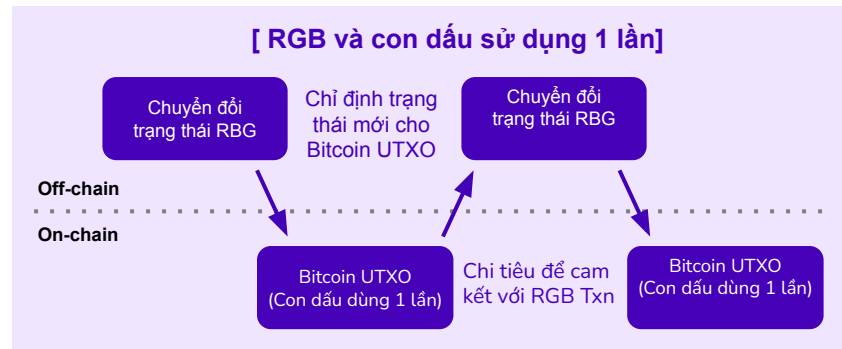 [ RGB và con dấu sử dụng 1 lần]
Chuyển đổi
trạng thái RBG
Chỉ định trạng
thái mới cho
Bitcoin UTXO
Chuyển đổi
trạng thái RBG
Off-chain
On-chain
Bitcoin UTXO
(Con dấu dùng 1 lần)
Chi tiêu để cam
kết với RGB Txn
Bitcoin UTXO
(Con dấu dùng 1 lần)